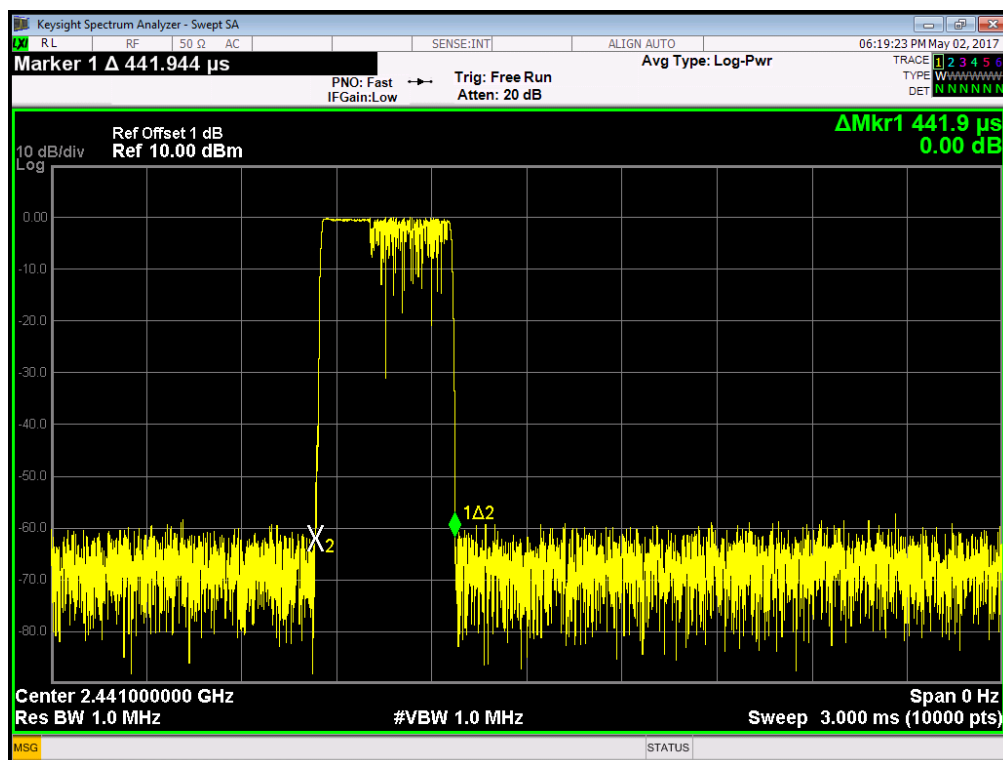 Keysight Spectrum Analyzer - Swept SA
LXI RL RF 50 Ω AC SENSE:INT ALIGN AUTO 06:19:23 PM May 02, 2017
Marker 1 Δ 441.944 µs
PNO: Fast
IFGain:Low
Trig: Free Run
Atten: 20 dB
Avg Type: Log-Pwr
TRACE 1 2 3 4 5 6
TYPE WWWWWW
DET N N N N N N
Ref Offset 1 dB
10 dB/div Ref 10.00 dBm
Log
ΔMkr1 441.9 µs
0.00 dB
0.00
-10.0
-20.0
-30.0
-40.0
-50.0
-60.0
-70.0
-80.0
X2
1Δ2
Center 2.441000000 GHz Span 0 Hz
Res BW 1.0 MHz #VBW 1.0 MHz Sweep 3.000 ms (10000 pts)
MSG STATUS